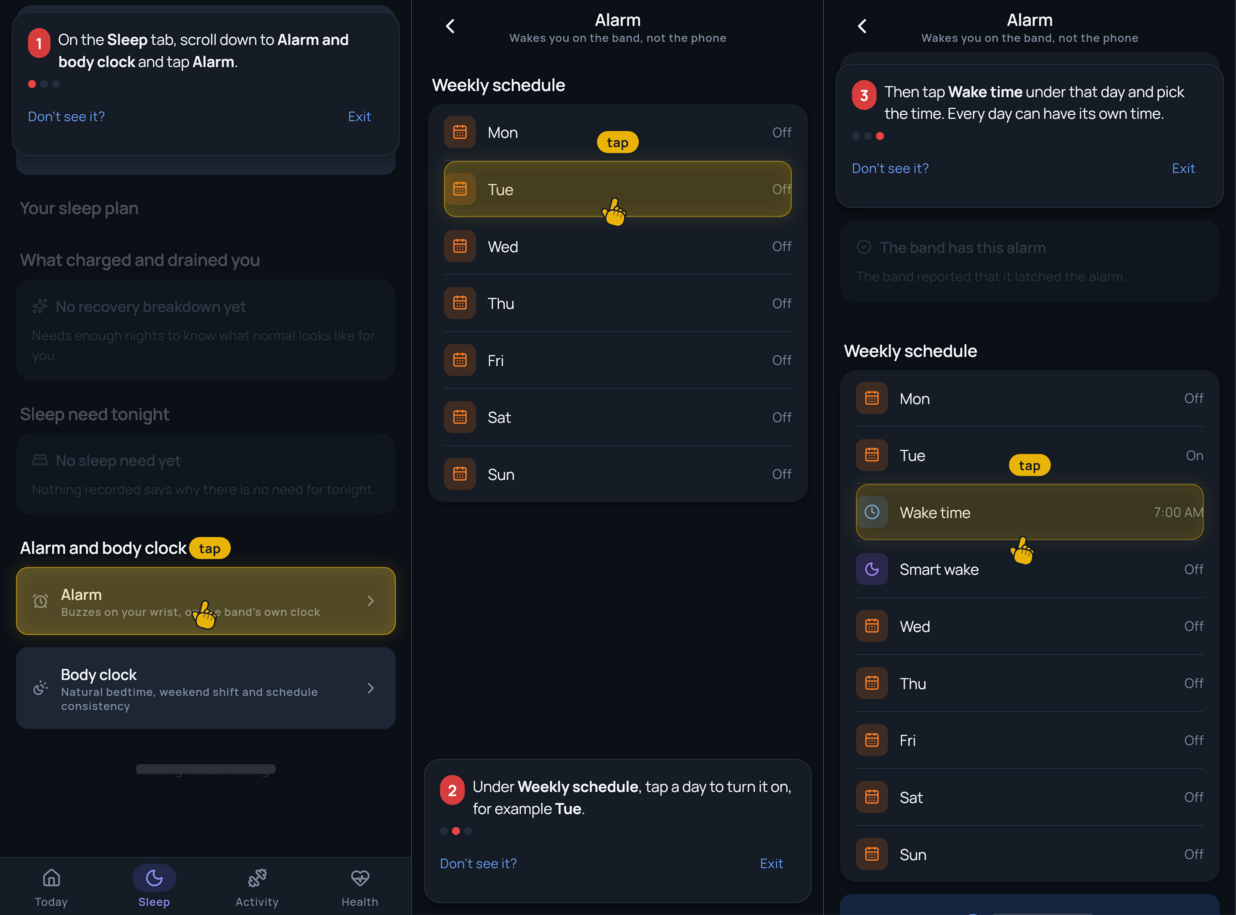 1
On the Sleep tab, scroll down to Alarm and
body clock and tap Alarm.
Don't see it?
Exit
Your sleep plan
What charged and drained you
No recovery breakdown yet
Needs enough nights to know what normal looks like for
you.
Sleep need tonight
No sleep need yet
Nothing recorded says why there is no need for tonight.
Alarm and body clock
tap
Alarm
Buzzes on your wrist, on the band's own clock
Body clock
Natural bedtime, weekend shift and schedule
consistency
Today
Sleep
Activity
Health
Alarm
Wakes you on the band, not the phone
Weekly schedule
Mon
Off
tap
Tue
Off
Wed
Off
Thu
Off
Fri
Off
Sat
Off
Sun
Off
2
Under Weekly schedule, tap a day to turn it on,
for example Tue.
Don't see it?
Exit
Alarm
Wakes you on the band, not the phone
3
Then tap Wake time under that day and pick
the time. Every day can have its own time.
Don't see it?
Exit
The band has this alarm
The band reported that it latched the alarm.
Weekly schedule
Mon
Off
Tue
On
tap
Wake time
7:00 AM
Smart wake
Off
Wed
Off
Thu
Off
Fri
Off
Sat
Off
Sun
Off